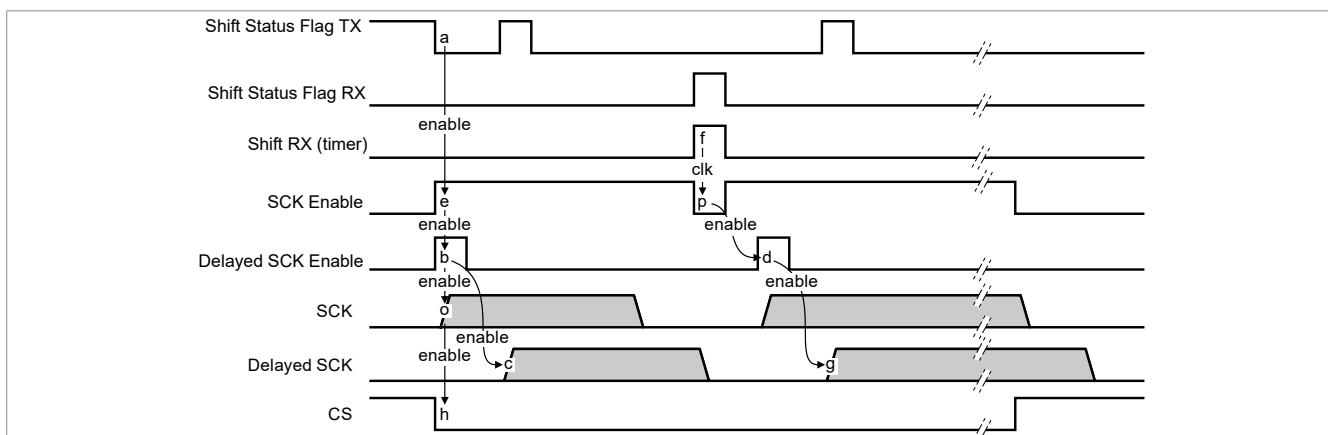 Shift Status Flag TX
a
Shift Status Flag RX
enable
Shift RX (timer)
f
clk
SCK Enable
e
p
enable
enable
Delayed SCK Enable
b
d
enable
enable
SCK
o
enable
enable
Delayed SCK
c
g
CS
h